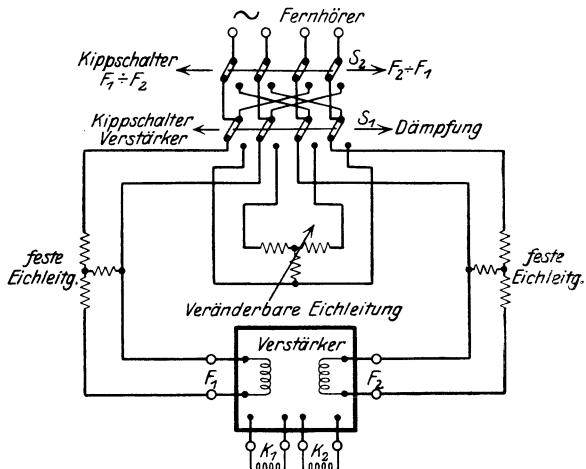 ∼ Fernhörer
Kippschalter
F₁÷F₂
S₂
F₂÷F₁
Kippschalter
Verstärker
S₁
Dämpfung
feste
Eichleitg.
feste
Eichleitg.
Veränderbare Eichleitung
Verstärker
F₁
F₂
K₁
K₂